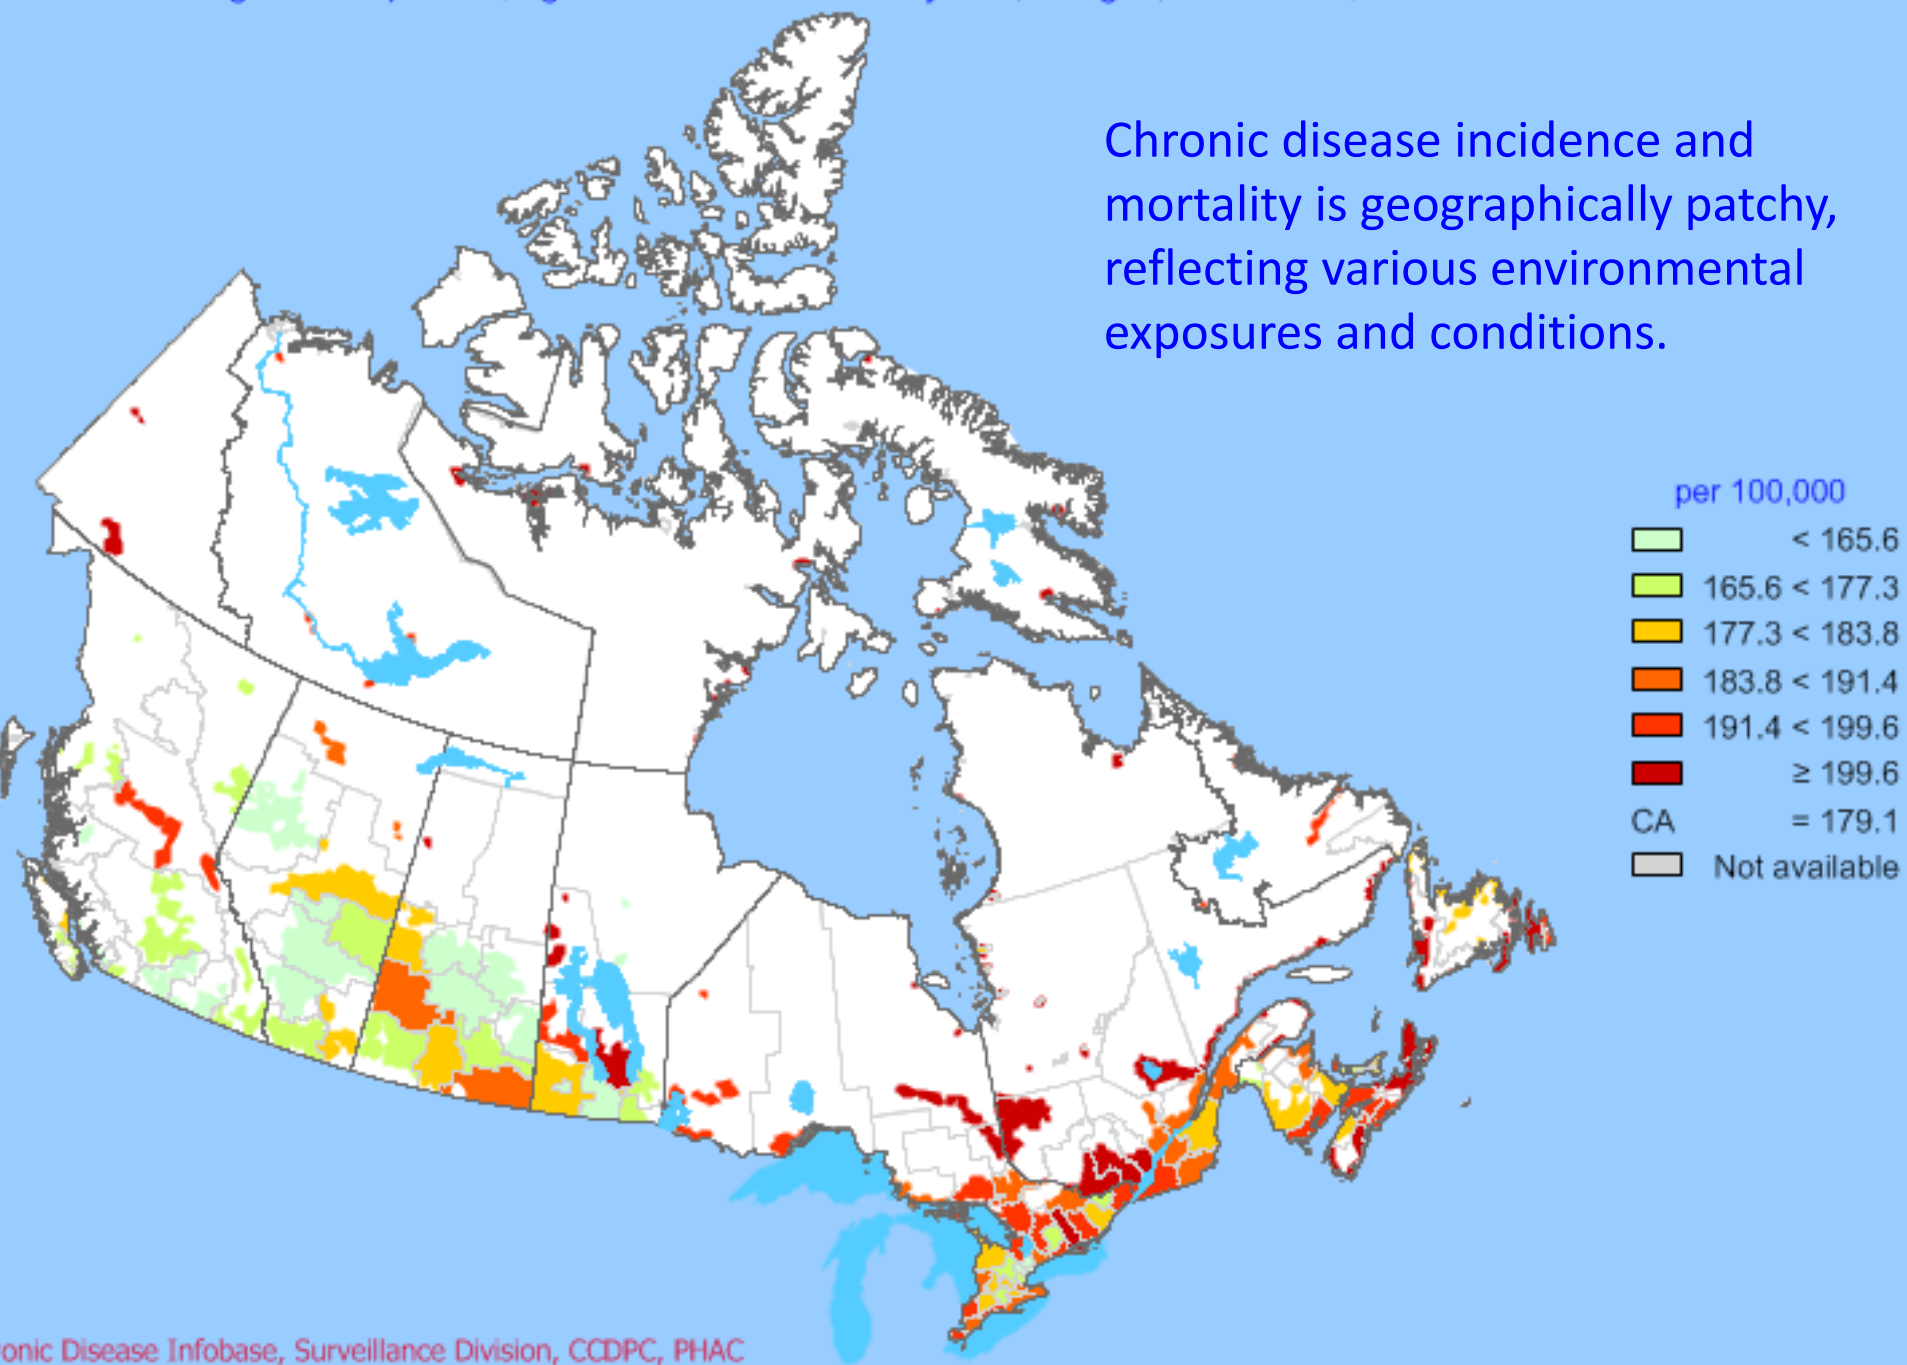 Chronic disease incidence and
mortality is geographically patchy,
reflecting various environmental
exposures and conditions.
per 100,000
< 165.6
165.6 < 177.3
177.3 < 183.8
183.8 < 191.4
191.4 < 199.6
≥ 199.6
CA = 179.1
Not available
onic Disease Infobase, Surveillance Division, CCDPC, PHAC